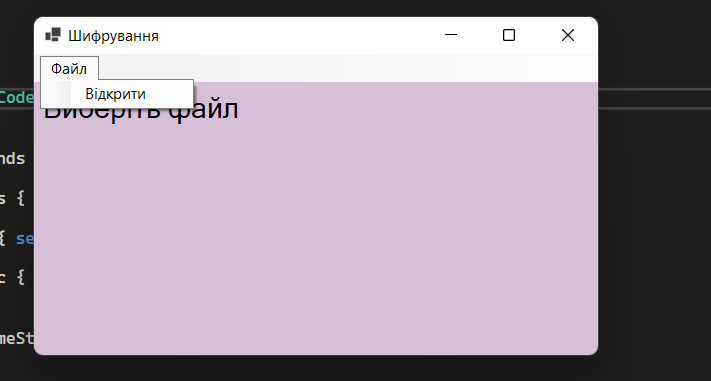 Шифрування
Файл
Code
Відкрити
Виберіть файл
nds
s {
{ se
c {
meSt